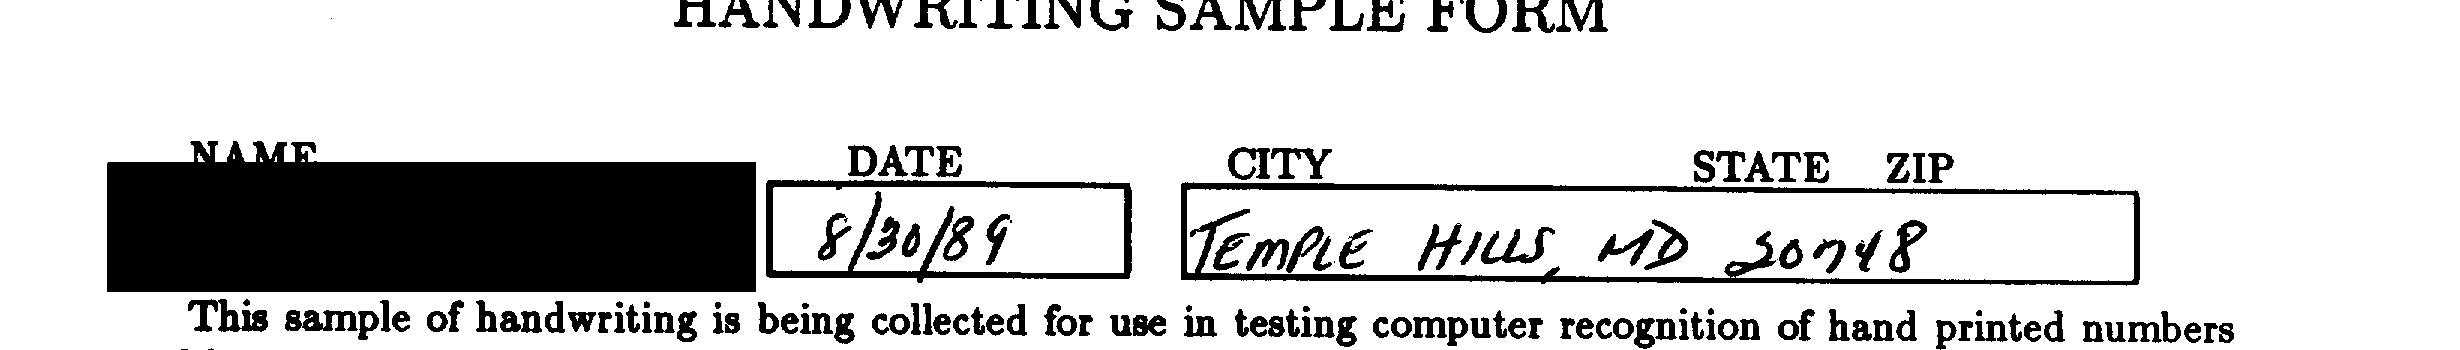 HANDWRITING SAMPLE FORM
NAME DATE CITY STATE ZIP
8/30/89 TEMPLE HILLS, MD 20748
This sample of handwriting is being collected for use in testing computer recognition of hand printed numbers